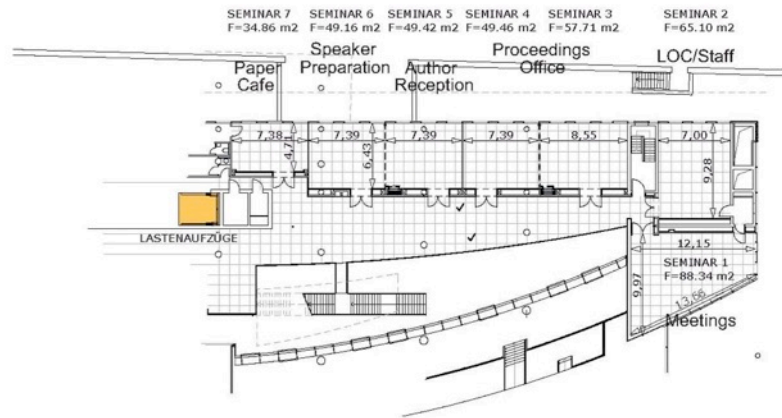 SEMINAR 7 SEMINAR 6 SEMINAR 5 SEMINAR 4 SEMINAR 3 SEMINAR 2
F=34.86 m2 F=49.16 m2 F=49.42 m2 F=49.46 m2 F=57.71 m2 F=65.10 m2
Paper
Cafe
Speaker
Preparation
Author
Reception
Proceedings
Office
LOC/Staff
7,38 7,39 7,39 7,39 8,55 7,00
4,71
6,43
9,28
LASTENAUFZÜGE
12,15
SEMINAR 1
F=88.34 m2
9,97
13,66
Meetings